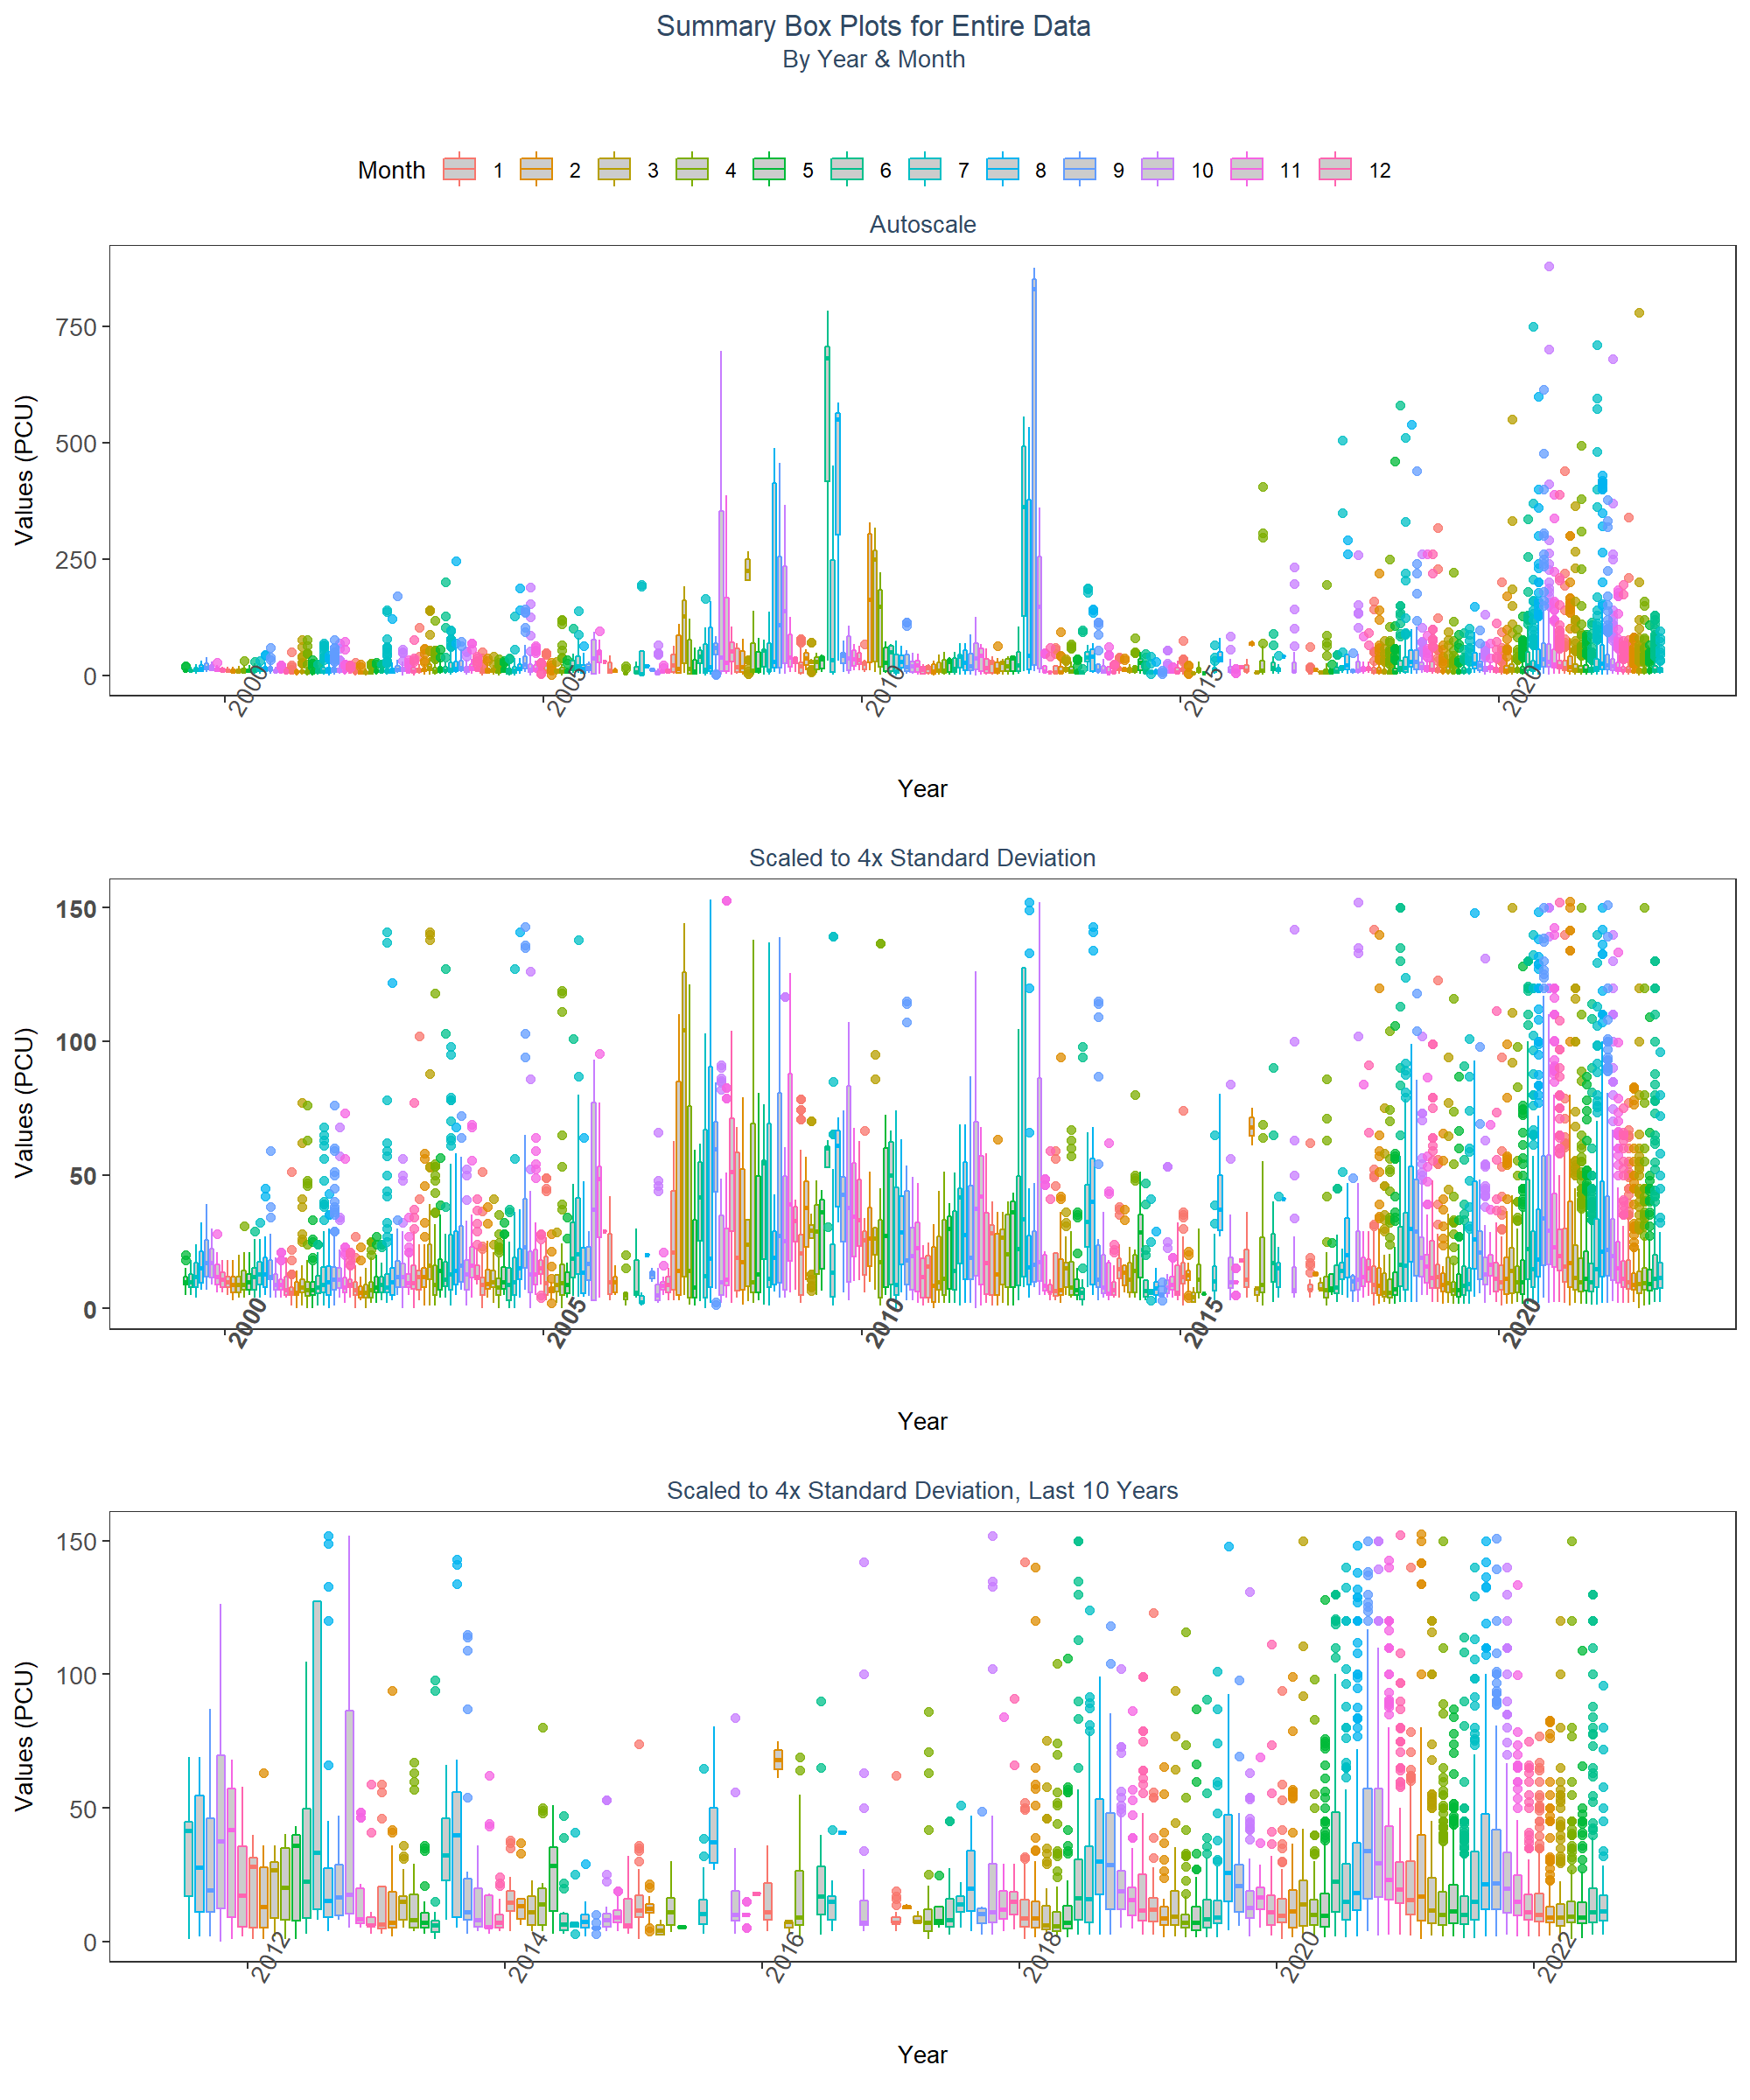 Summary Box Plots for Entire Data
By Year & Month
Month 1 2 3 4 5 6 7 8 9 10 11 12
Autoscale
Values (PCU)
750
500
250
0
2000 2005 2010 2015 2020
Year
Scaled to 4x Standard Deviation
Values (PCU)
150
100
50
0
2000 2005 2010 2015 2020
Year
Scaled to 4x Standard Deviation, Last 10 Years
Values (PCU)
150
100
50
0
2012 2014 2016 2018 2020 2022
Year